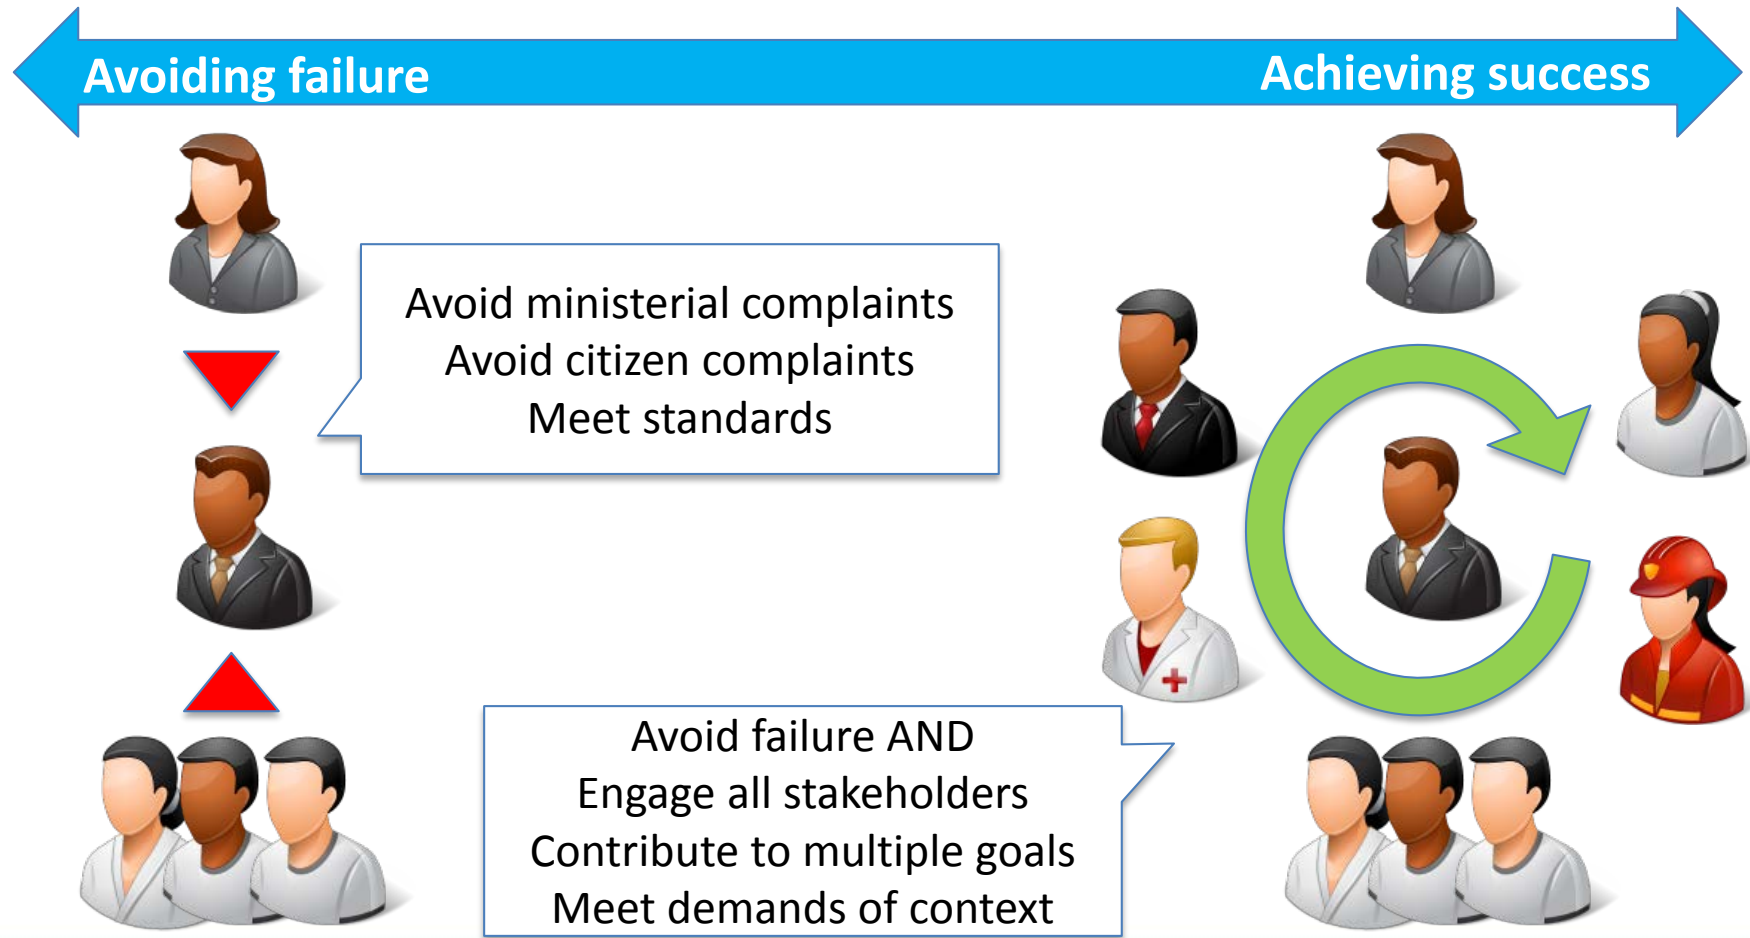 Avoiding failure
Achieving success
Avoid ministerial complaints
Avoid citizen complaints
Meet standards
Avoid failure AND
Engage all stakeholders
Contribute to multiple goals
Meet demands of context